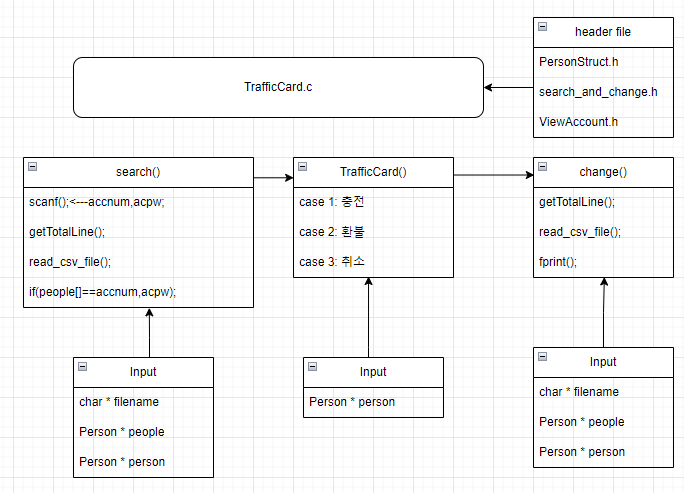 header file
PersonStruct.h
search_and_change.h
ViewAccount.h
TrafficCard.c
search()
scanf();<---accnum,acpw;
getTotalLine();
read_csv_file();
if(people[]==accnum,acpw);
TrafficCard()
case 1: 충전
case 2: 환불
case 3: 취소
change()
getTotalLine();
read_csv_file();
fprint();
Input
char * filename
Person * people
Person * person
Input
Person * person
Input
char * filename
Person * people
Person * person